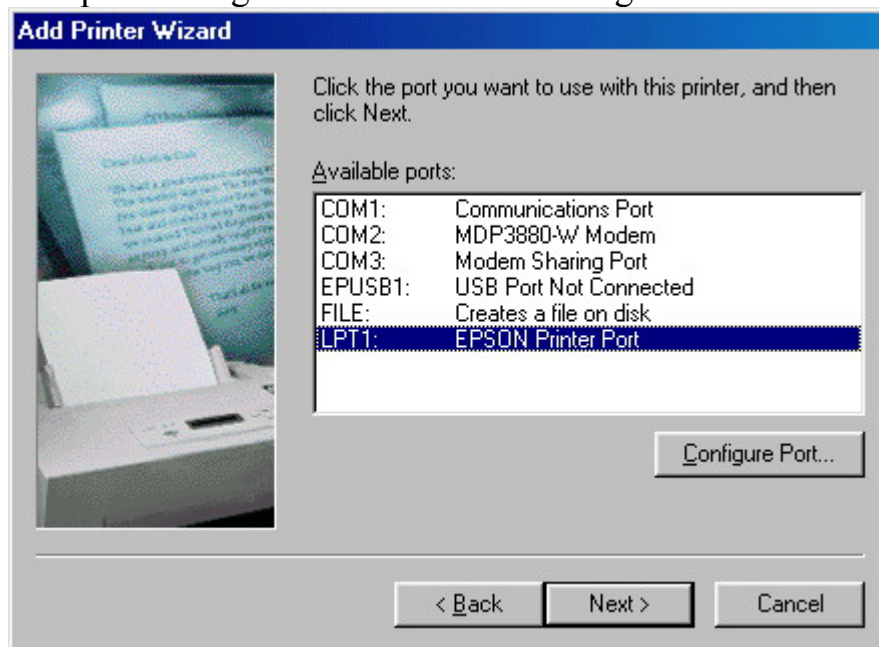 Add Printer Wizard
Click the port you want to use with this printer, and then
click Next.
Available ports:
COM1: Communications Port
COM2: MDP3880-W Modem
COM3: Modem Sharing Port
EPUSB1: USB Port Not Connected
FILE: Creates a file on disk
LPT1: EPSON Printer Port
Configure Port...
< Back
Next >
Cancel